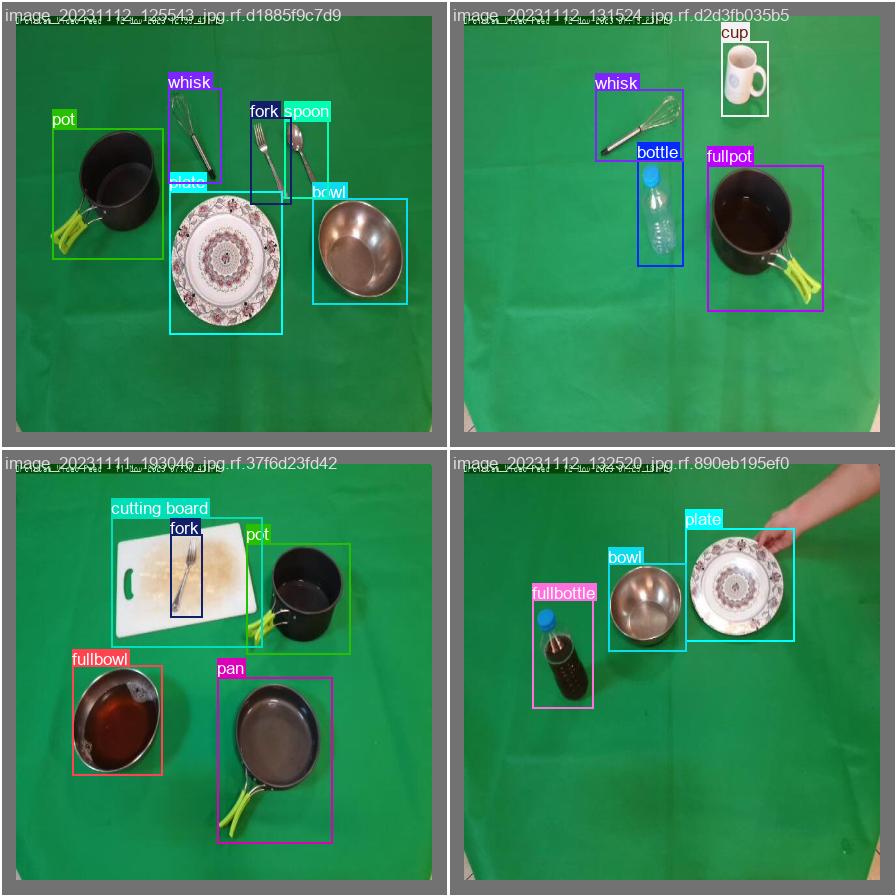 image_20231112_125543_jpg.rf.d1885f9c7d9
whisk
fork
spoon
pot
plate
bowl
image_20231112_131524_jpg.rf.d2d3fb035b5
cup
whisk
bottle
fullpot
image_20231111_193046_jpg.rf.37f6d23fd42
cutting board
fork
pot
fullbowl
pan
image_20231112_132520_jpg.rf.890eb195ef0
plate
bowl
fullbottle